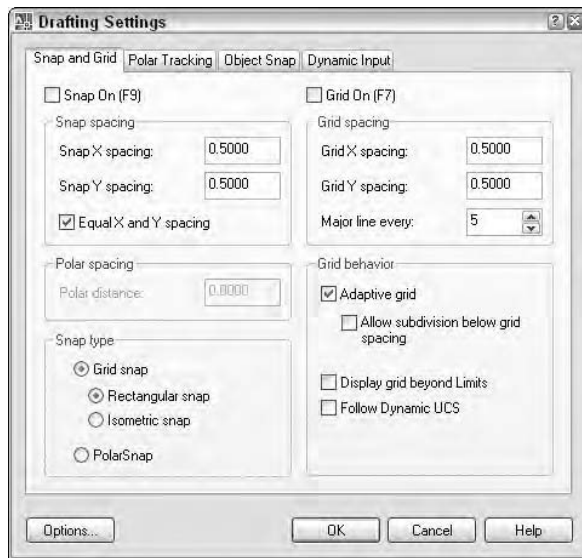 Drafting Settings
Snap and Grid Polar Tracking Object Snap Dynamic Input
Snap On (F9)
Snap spacing
Snap X spacing: 0.5000
Snap Y spacing: 0.5000
Equal X and Y spacing
Polar spacing
Polar distance: 0.0000
Snap type
Grid snap
Rectangular snap
Isometric snap
PolarSnap
Grid On (F7)
Grid spacing
Grid X spacing: 0.5000
Grid Y spacing: 0.5000
Major line every: 5
Grid behavior
Adaptive grid
Allow subdivision below grid
spacing
Display grid beyond Limits
Follow Dynamic UCS
Options... OK Cancel Help